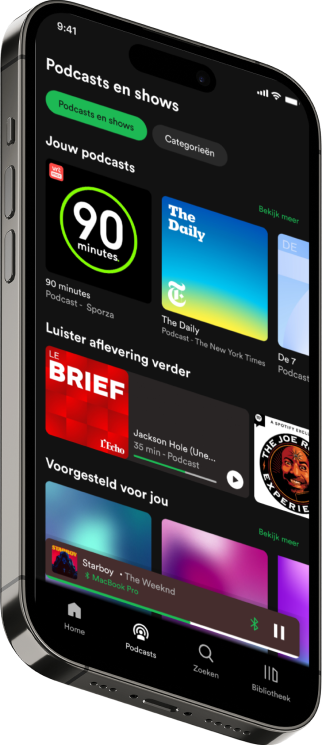 9:41
Podcasts en shows
Podcasts en shows
Categorieën
Jouw podcasts
Bekijk meer
90
minutes.
The
Daily
DE
90 minutes
Podcast - Sporza
The Daily
Podcast - The New York Times
De 7
Podcast
Luister aflevering verder
LE
BRIEF
L'Echo
Jackson Hole (Une...
35 min - Podcast
A SPOTIFY EXCL
THE JOE R
EXPERIE
Voorgesteld voor jou
Bekijk meer
STARBOY
Starboy • The Weeknd
MacBook Pro
Home
Podcasts
Zoeken
Bibliotheek